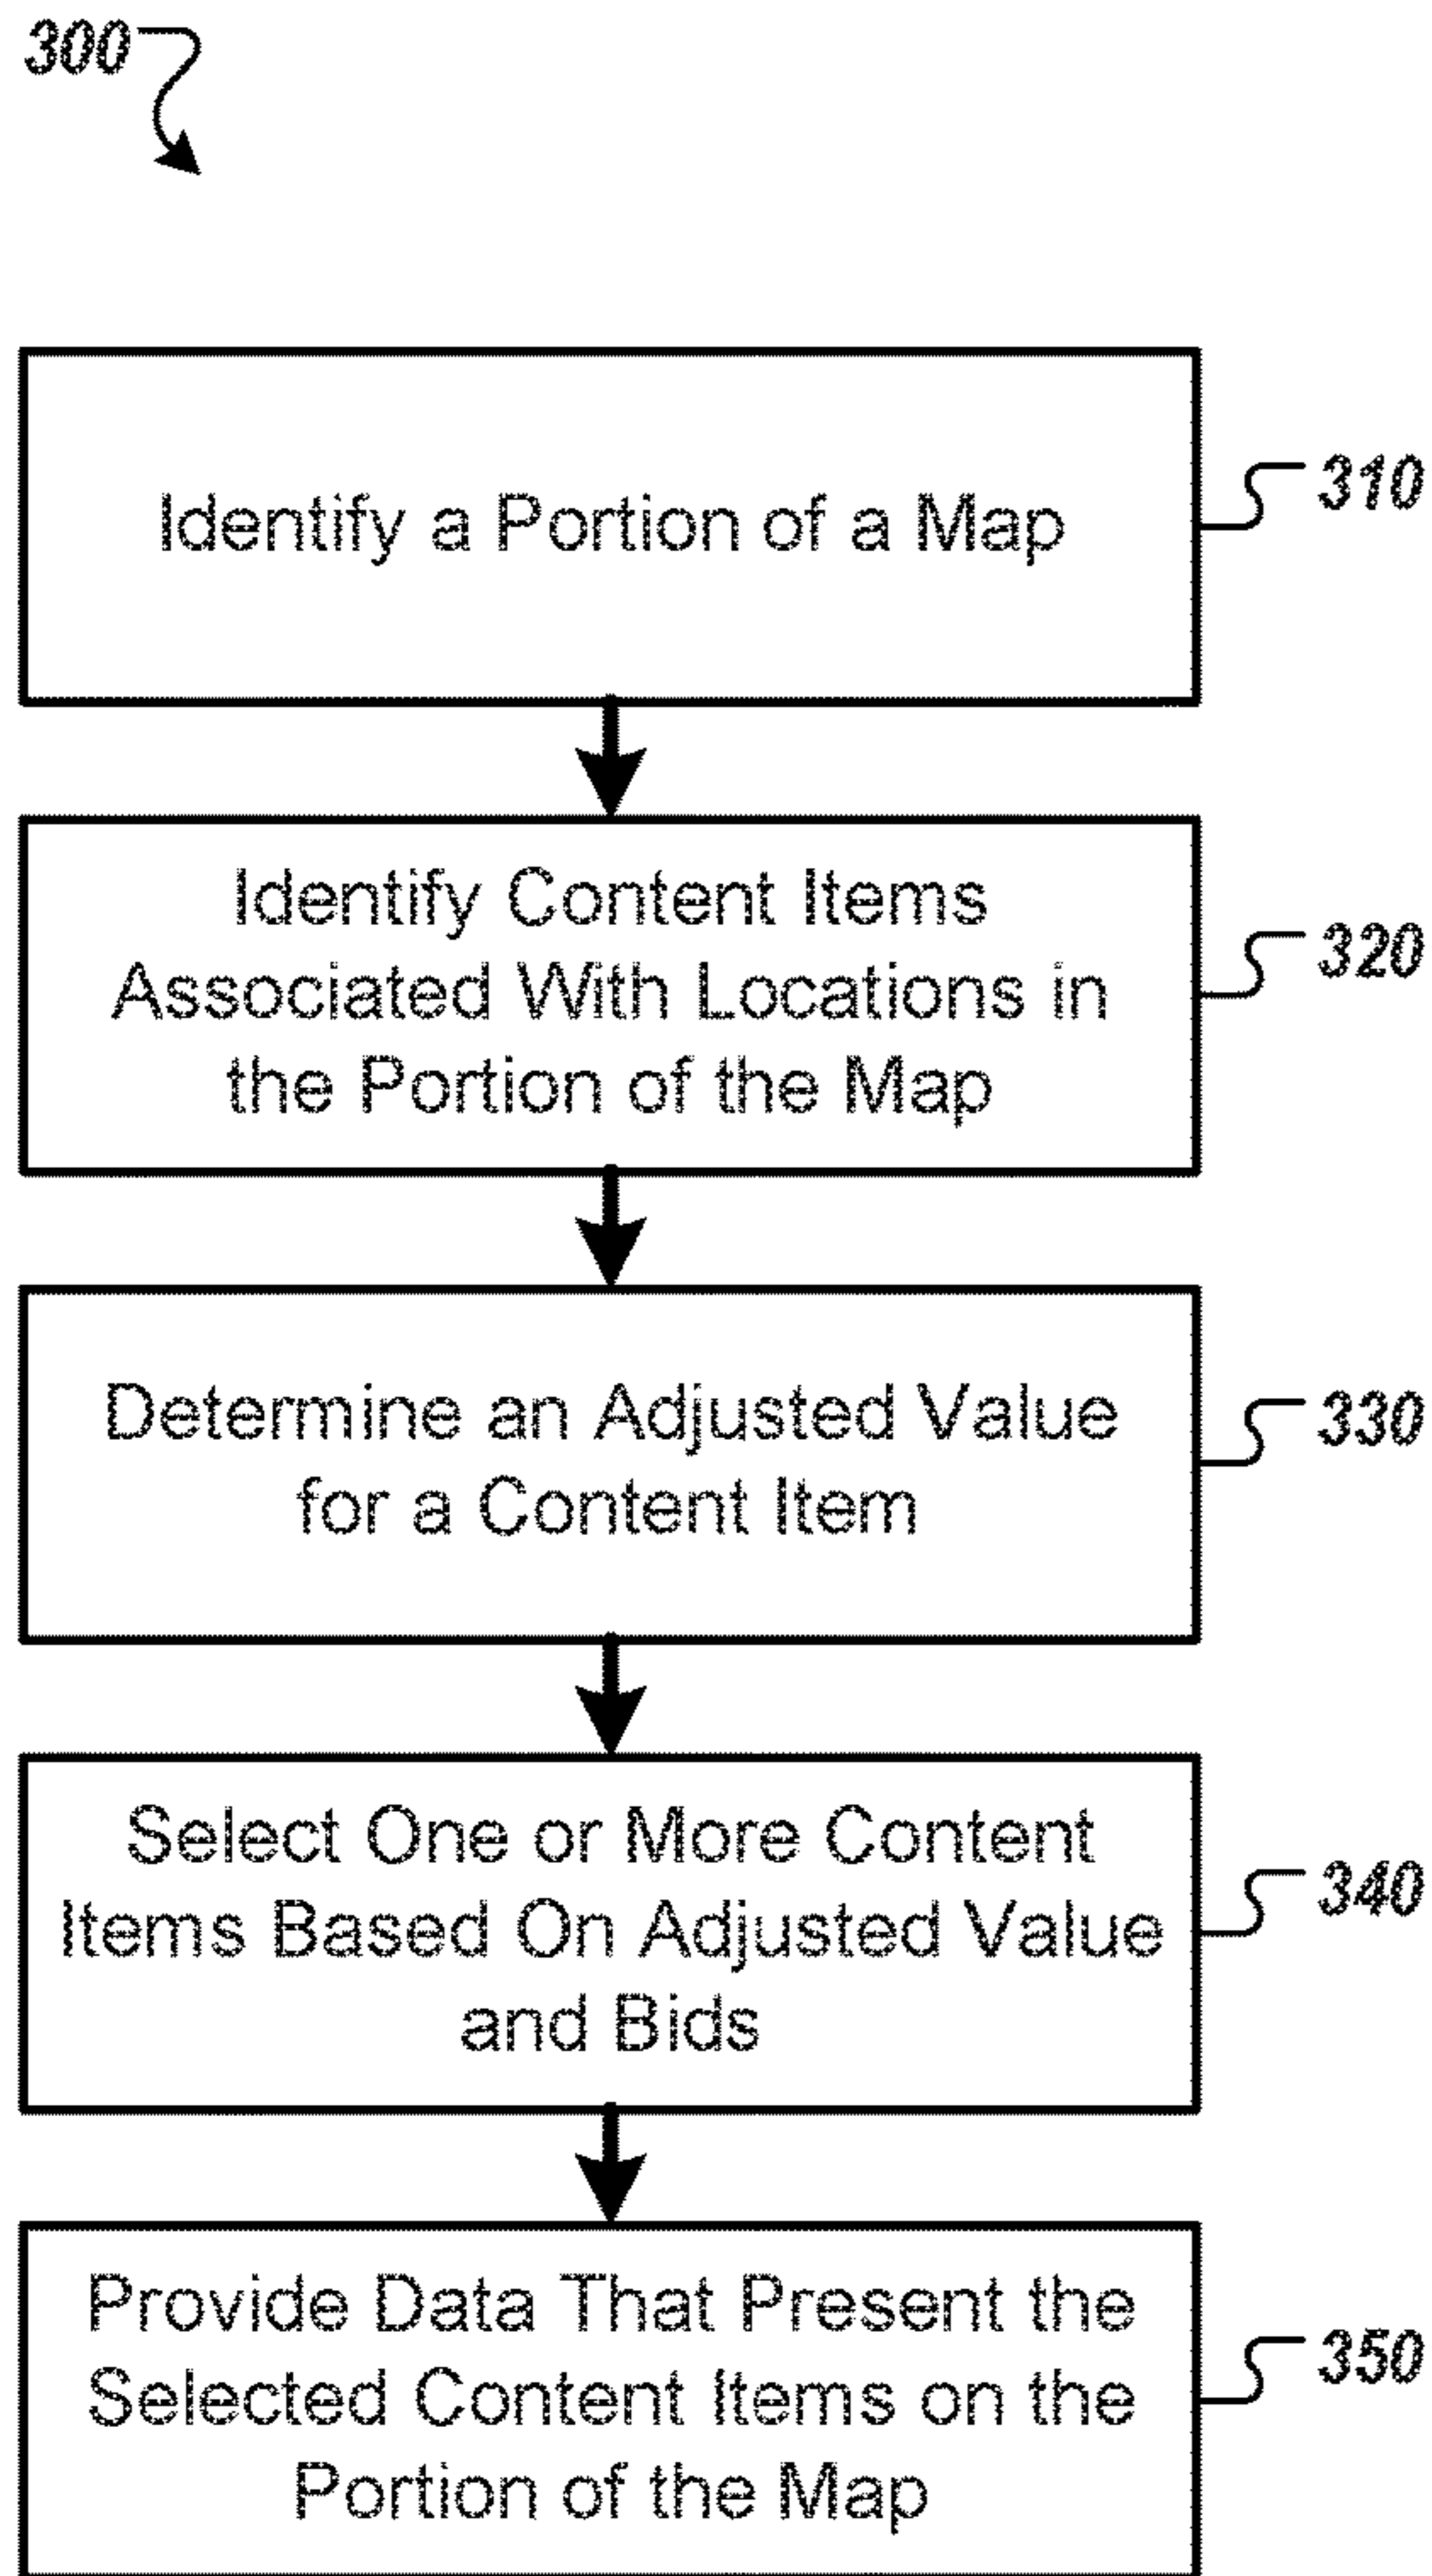 300
Identify a Portion of a Map
310
Identify Content Items
Associated With Locations in
the Portion of the Map
320
Determine an Adjusted Value
for a Content Item
330
Select One or More Content
Items Based On Adjusted Value
and Bids
340
Provide Data That Present the
Selected Content Items on the
Portion of the Map
350